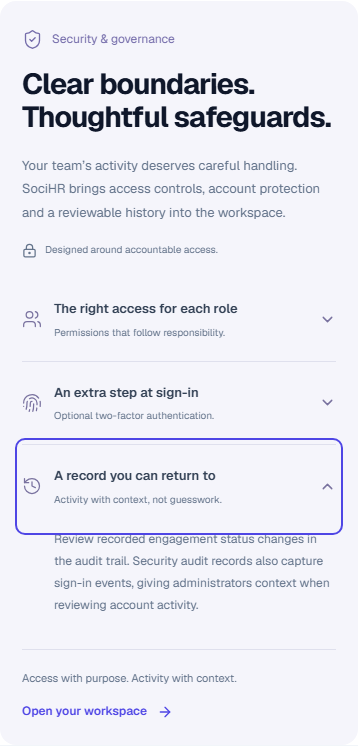 Security & governance
Clear boundaries.
Thoughtful safeguards.
Your team's activity deserves careful handling.
SociHR brings access controls, account protection
and a reviewable history into the workspace.
Designed around accountable access.
The right access for each role
Permissions that follow responsibility.
An extra step at sign-in
Optional two-factor authentication.
A record you can return to
Activity with context, not guesswork.
Review recorded engagement status changes in
the audit trail. Security audit records also capture
sign-in events, giving administrators context when
reviewing account activity.
Access with purpose. Activity with context.
Open your workspace